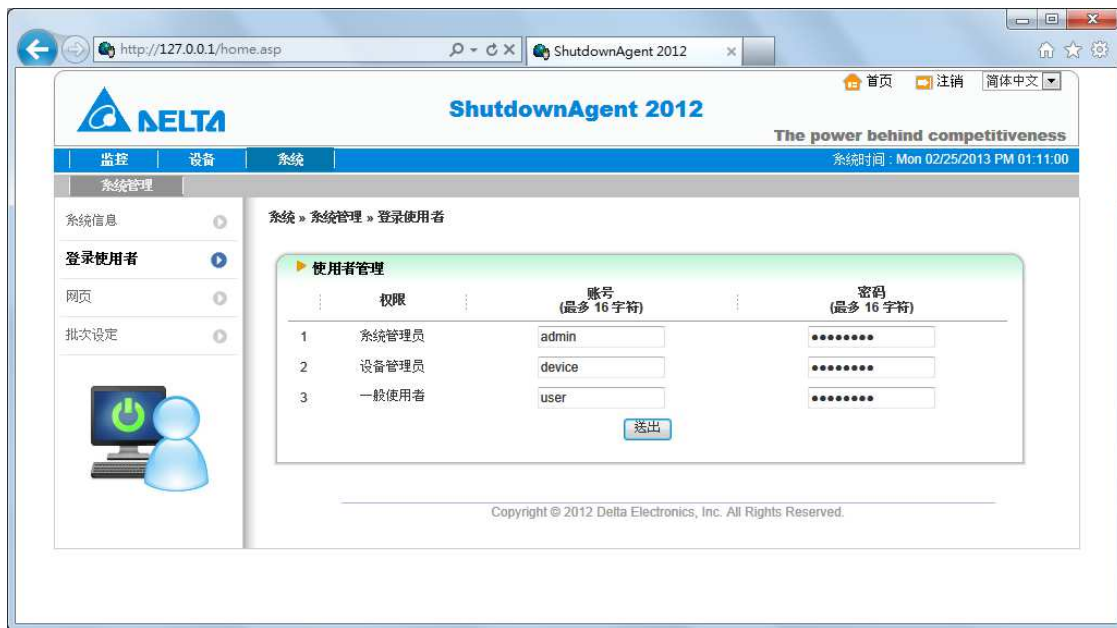 http://127.0.0.1/home.asp
ShutdownAgent 2012
首页 注销 简体中文
DELTA
ShutdownAgent 2012
The power behind competitiveness
监控 设备 系统 系统时间 : Mon 02/25/2013 PM 01:11:00
系统管理
系统信息
登录使用者
网页
批次设定
系统 » 系统管理 » 登录使用者
使用者管理
权限 账号 (最多 16 字符) 密码 (最多 16 字符)
1 系统管理员 admin ••••••••
2 设备管理员 device ••••••••
3 一般使用者 user ••••••••
送出
Copyright © 2012 Delta Electronics, Inc. All Rights Reserved.